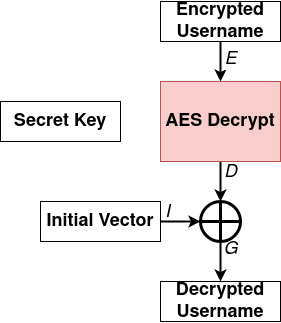 Encrypted
Username
E
Secret Key
AES Decrypt
D
Initial Vector
I
G
Decrypted
Username